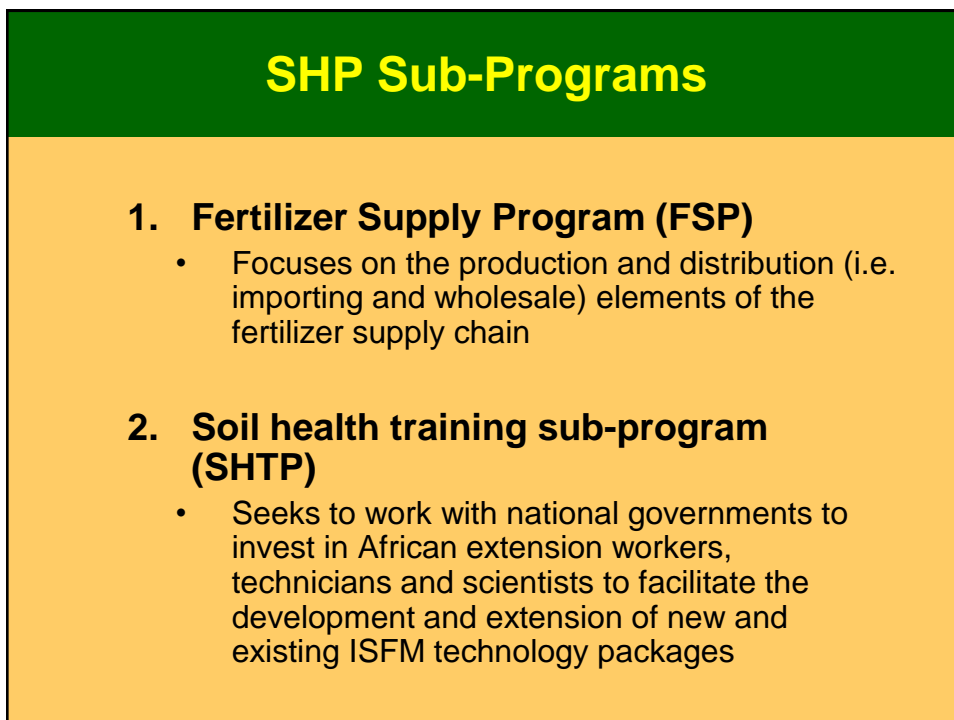 SHP Sub-Programs
1. Fertilizer Supply Program (FSP)
• Focuses on the production and distribution (i.e.
importing and wholesale) elements of the
fertilizer supply chain
2. Soil health training sub-program
(SHTP)
• Seeks to work with national governments to
invest in African extension workers,
technicians and scientists to facilitate the
development and extension of new and
existing ISFM technology packages